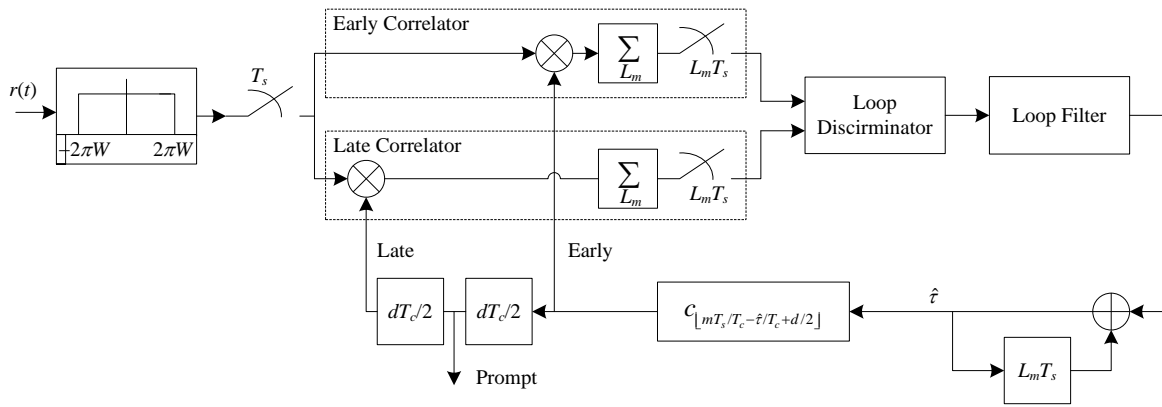 Early Correlator
r(t)
T_s
∑
L_m
L_mT_s
−2πW
2πW
Late Correlator
∑
L_m
L_mT_s
Loop
Discirminator
Loop Filter
Late
Early
dT_c/2
dT_c/2
c_{⌊mT_s/T_c−τ̂/T_c+d/2⌋}
τ̂
L_mT_s
Prompt